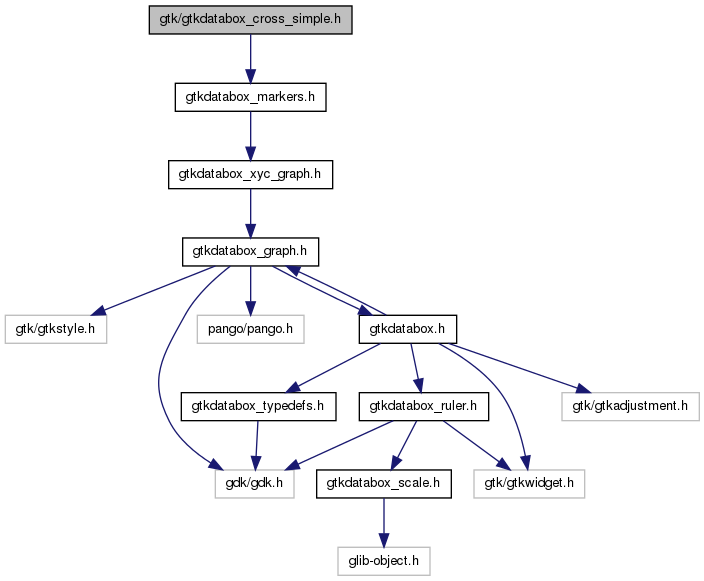 gtk/gtkdatabox_cross_simple.h
gtkdatabox_markers.h
gtkdatabox_xyc_graph.h
gtkdatabox_graph.h
gtk/gtkstyle.h
pango/pango.h
gtkdatabox.h
gtkdatabox_typedefs.h
gtkdatabox_ruler.h
gtk/gtkadjustment.h
gdk/gdk.h
gtkdatabox_scale.h
gtk/gtkwidget.h
glib-object.h